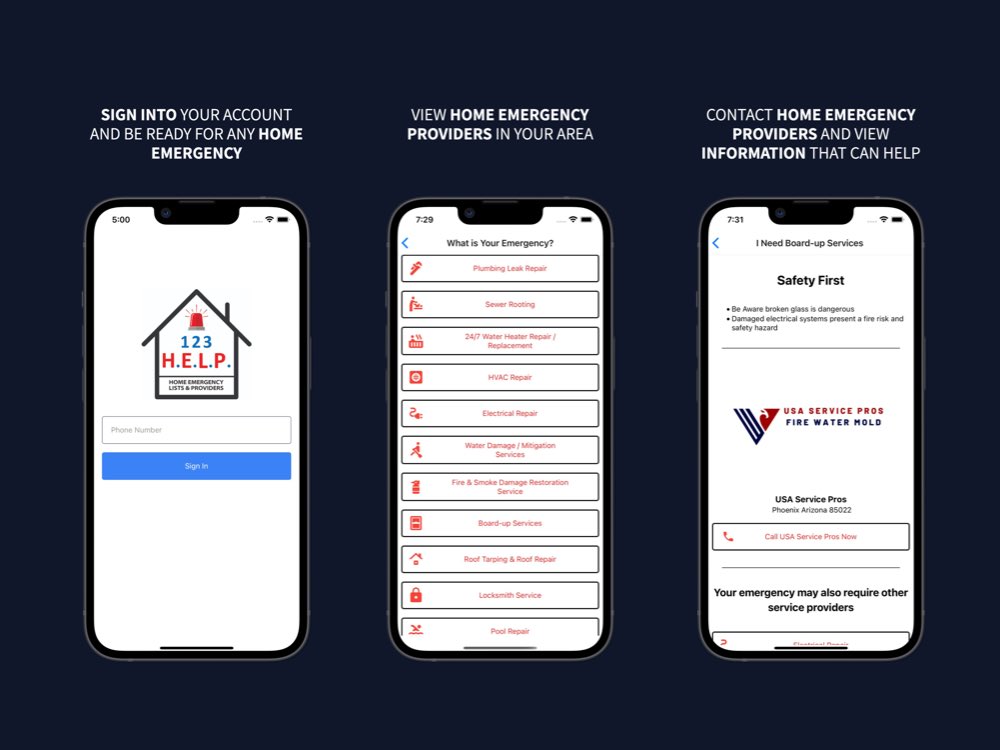 SIGN INTO YOUR ACCOUNT
AND BE READY FOR ANY HOME
EMERGENCY
5:00
123
H.E.L.P.
HOME EMERGENCY
LISTS & PROVIDERS
Phone Number
Sign In
VIEW HOME EMERGENCY
PROVIDERS IN YOUR AREA
7:29
What is Your Emergency?
Plumbing Leak Repair
Sewer Rooting
24/7 Water Heater Repair /
Replacement
HVAC Repair
Electrical Repair
Water Damage / Mitigation
Services
Fire & Smoke Damage Restoration
Service
Board-up Services
Roof Tarping & Roof Repair
Locksmith Service
Pool Repair
CONTACT HOME EMERGENCY
PROVIDERS AND VIEW
INFORMATION THAT CAN HELP
7:31
I Need Board-up Services
Safety First
• Be Aware broken glass is dangerous
• Damaged electrical systems present a fire risk and
safety hazard
USA SERVICE PROS
FIRE WATER MOLD
USA Service Pros
Phoenix Arizona 85022
Call USA Service Pros Now
Your emergency may also require other
service providers
Electrical Repair